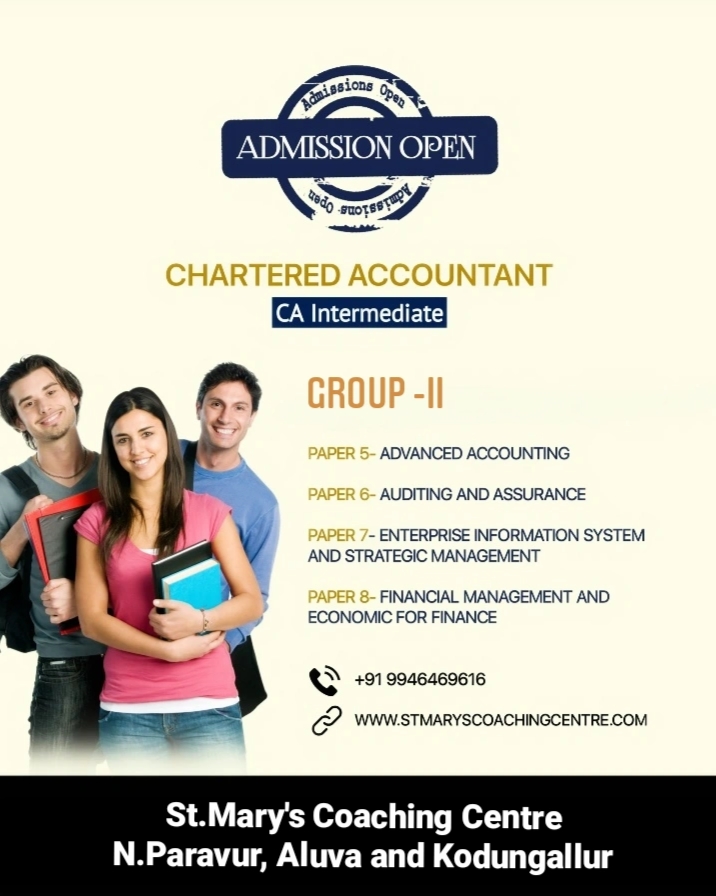 Admissions Open
ADMISSION OPEN
Admissions Open
CHARTERED ACCOUNTANT
CA Intermediate
GROUP -II
PAPER 5- ADVANCED ACCOUNTING
PAPER 6- AUDITING AND ASSURANCE
PAPER 7- ENTERPRISE INFORMATION SYSTEM
AND STRATEGIC MANAGEMENT
PAPER 8- FINANCIAL MANAGEMENT AND
ECONOMIC FOR FINANCE
+91 9946469616
WWW.STMARYSCOACHINGCENTRE.COM
St.Mary's Coaching Centre
N.Paravur, Aluva and Kodungallur